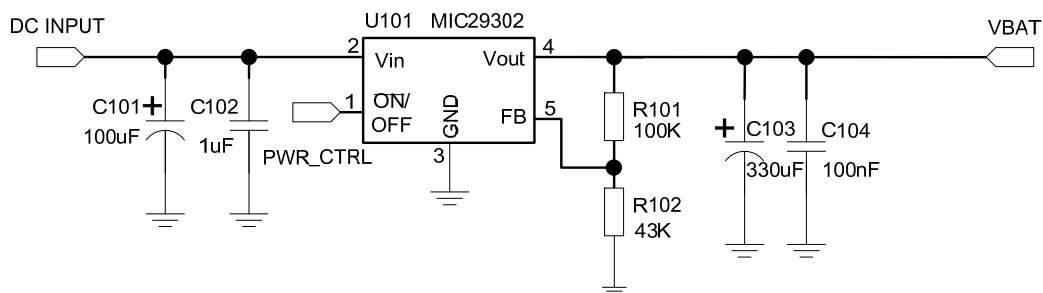 DC INPUT
U101 MIC29302
VBAT
2
Vin
Vout
4
C101
+
100uF
C102
1uF
1
ON/
OFF
PWR_CTRL
GND
3
FB
5
R101
100K
R102
43K
+
C103
330uF
C104
100nF